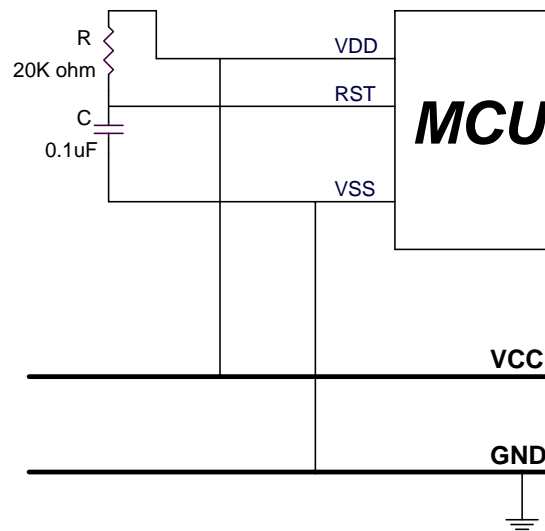 R
20K ohm
C
0.1uF
VDD
RST
VSS
MCU
VCC
GND